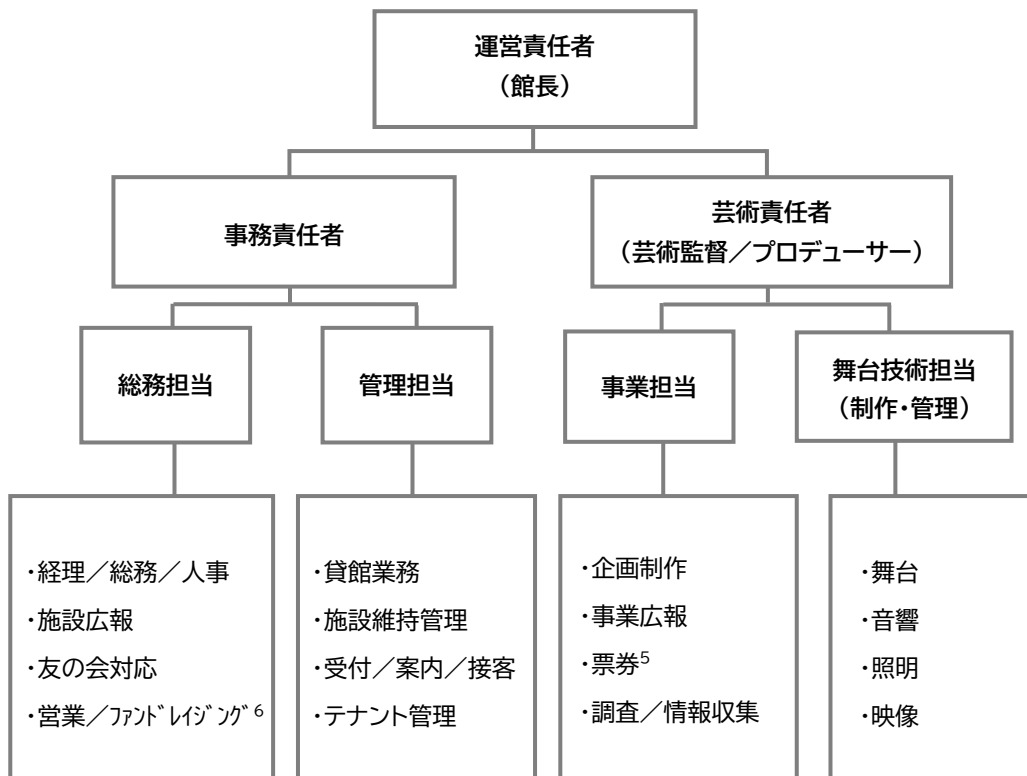 運営責任者
（館長）
事務責任者
芸術責任者
（芸術監督／プロデューサー）
総務担当
管理担当
事業担当
舞台技術担当
（制作・管理）
・経理／総務／人事
・施設広報
・友の会対応
・営業／ﾌｧﾝﾄﾞﾚｲｼﾞﾝｸﾞ6
・貸館業務
・施設維持管理
・受付／案内／接客
・テナント管理
・企画制作
・事業広報
・票券5
・調査／情報収集
・舞台
・音響
・照明
・映像